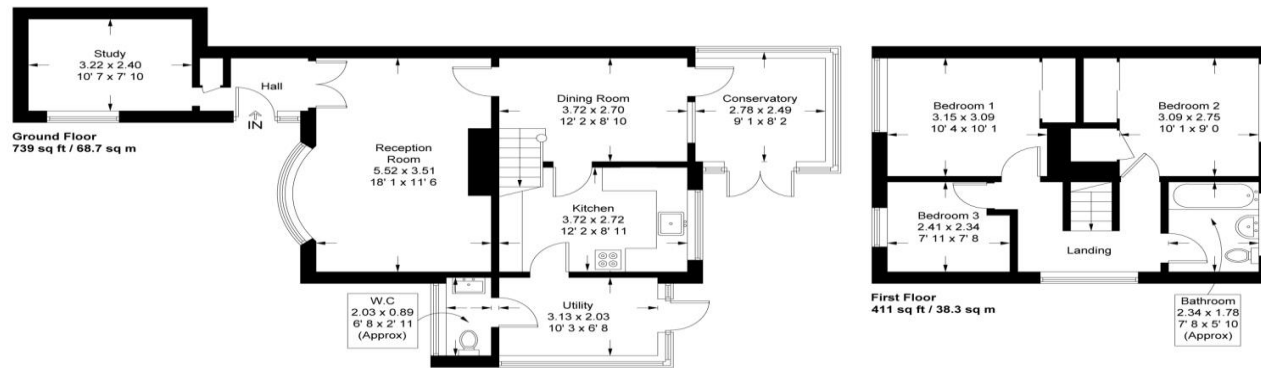 Study
3.22 x 2.40
10' 7 x 7' 10
Hall
IN
Ground Floor
739 sq ft / 68.7 sq m
Reception
Room
5.52 x 3.51
18' 1 x 11' 6
Dining Room
3.72 x 2.70
12' 2 x 8' 10
Conservatory
2.78 x 2.49
9' 1 x 8' 2
Kitchen
3.72 x 2.72
12' 2 x 8' 11
W.C
2.03 x 0.89
6' 8 x 2' 11
(Approx)
Utility
3.13 x 2.03
10' 3 x 6' 8
Bedroom 1
3.15 x 3.09
10' 4 x 10' 1
Bedroom 2
3.09 x 2.75
10' 1 x 9' 0
Bedroom 3
2.41 x 2.34
7' 11 x 7' 8
Landing
First Floor
411 sq ft / 38.3 sq m
Bathroom
2.34 x 1.78
7' 8 x 5' 10
(Approx)